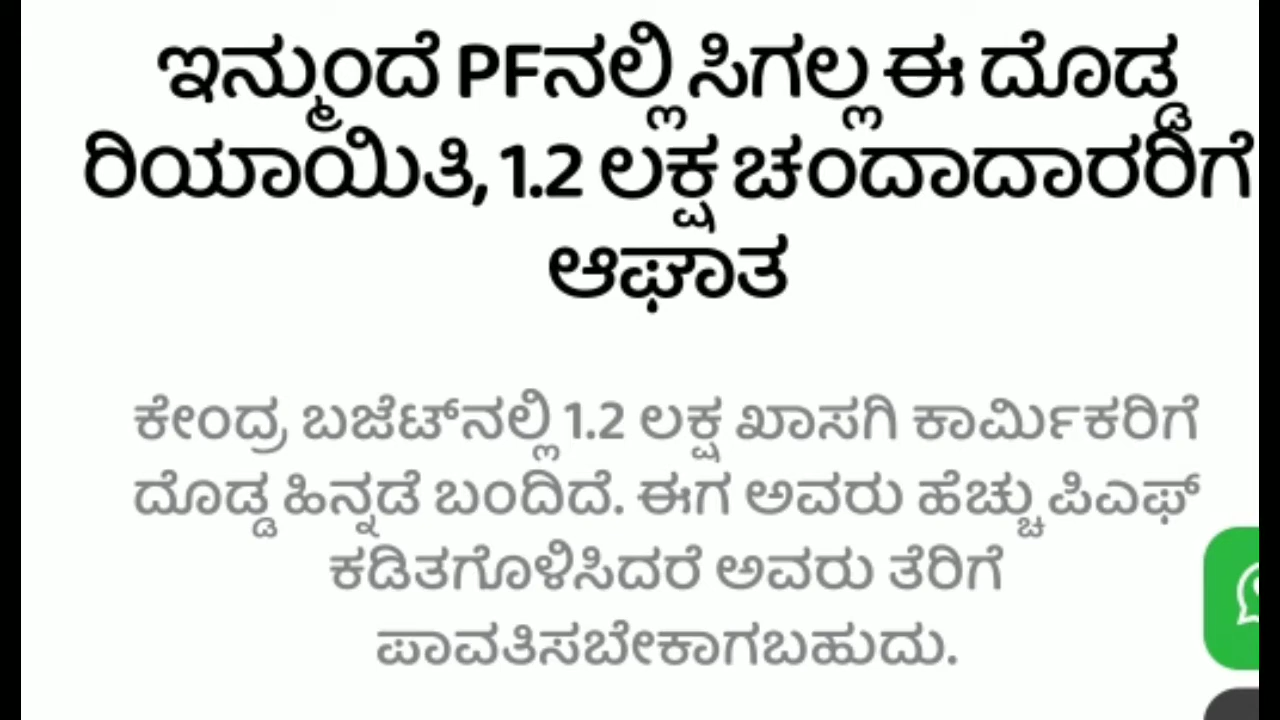 ಇನ್ಮುಂದೆ PFನಲ್ಲಿ ಸಿಗಲ್ಲ ಈ ದೊಡ್ಡ
ರಿಯಾಯಿತಿ, 1.2 ಲಕ್ಷ ಚಂದಾದಾರರಿಗೆ
ಆಘಾತ
ಕೇಂದ್ರ ಬಜೆಟ್‌ನಲ್ಲಿ 1.2 ಲಕ್ಷ ಖಾಸಗಿ ಕಾರ್ಮಿಕರಿಗೆ
ದೊಡ್ಡ ಹಿನ್ನಡೆ ಬಂದಿದೆ. ಈಗ ಅವರು ಹೆಚ್ಚು ಪಿಎಫ್
ಕಡಿತಗೊಳಿಸಿದರೆ ಅವರು ತೆರಿಗೆ
ಪಾವತಿಸಬೇಕಾಗಬಹುದು.